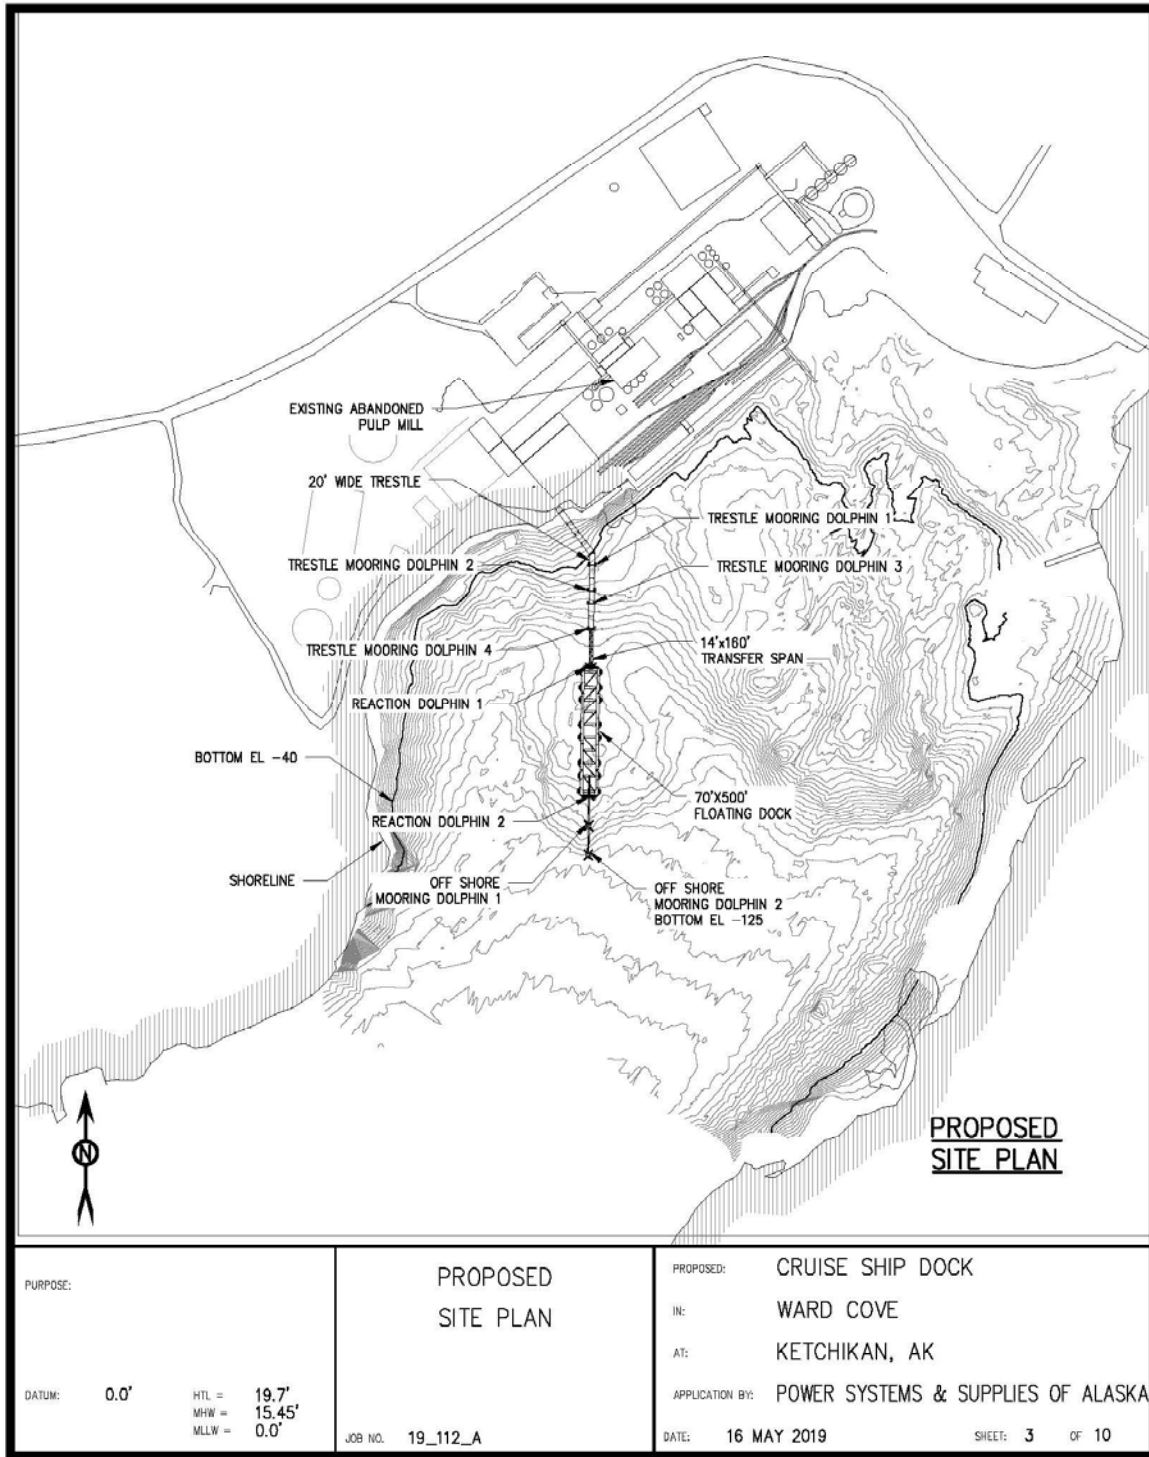 EXISTING ABANDONED
PULP MILL
20' WIDE TRESTLE
TRESTLE MOORING DOLPHIN 1
TRESTLE MOORING DOLPHIN 2
TRESTLE MOORING DOLPHIN 3
TRESTLE MOORING DOLPHIN 4
14'x160'
TRANSFER SPAN
REACTION DOLPHIN 1
BOTTOM EL -40
70'X500'
FLOATING DOCK
REACTION DOLPHIN 2
SHORELINE
OFF SHORE
MOORING DOLPHIN 1
OFF SHORE
MOORING DOLPHIN 2
BOTTOM EL -125
N
PROPOSED
SITE PLAN
PURPOSE:
DATUM: 0.0'
HTL = 19.7'
MHW = 15.45'
MLLW = 0.0'
PROPOSED
SITE PLAN
JOB NO. 19_112_A
PROPOSED: CRUISE SHIP DOCK
IN: WARD COVE
AT: KETCHIKAN, AK
APPLICATION BY: POWER SYSTEMS & SUPPLIES OF ALASKA
DATE: 16 MAY 2019 SHEET: 3 OF 10